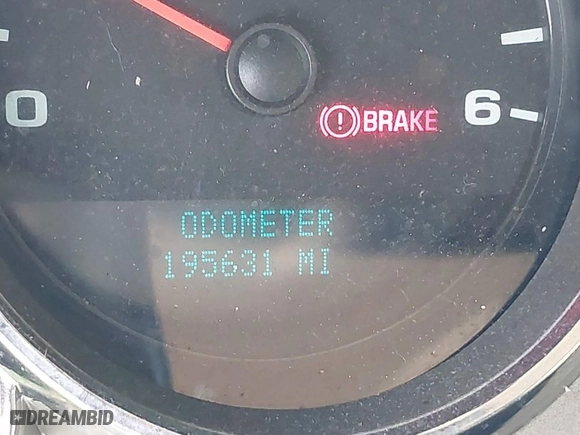 0
6
BRAKE
ODOMETER
195631 MI
DREAMBID